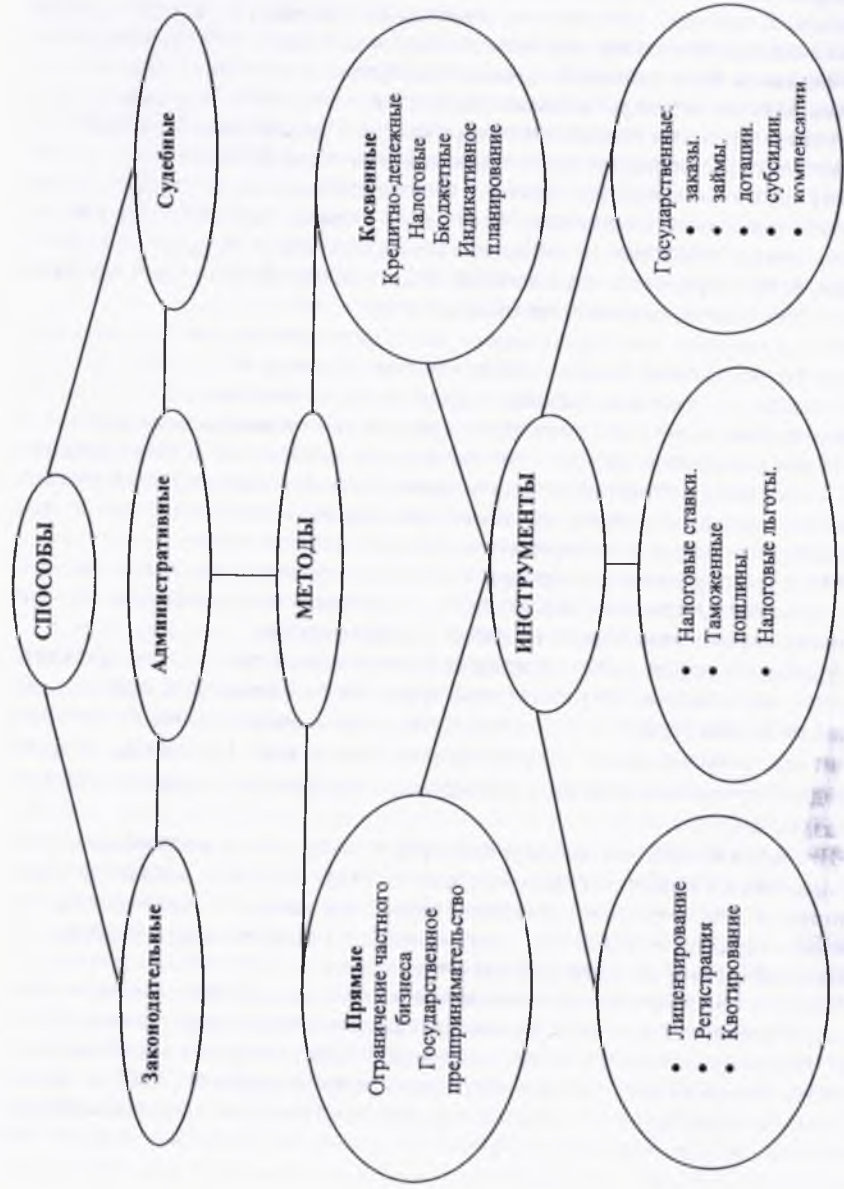 СПОСОБЫ
Законодательные
Административные
Судебные
МЕТОДЫ
Прямые
Ограничение частного
бизнеса
Государственное
предпринимательство
Косвенные
Кредитно-денежные
Налоговые
Бюджетные
Индикативное
планирование
ИНСТРУМЕНТЫ
• Лицензирование
• Регистрация
• Квотирование
• Налоговые ставки.
• Таможенные
пошлины.
• Налоговые льготы
Государственные:
• заказы,
• займы,
• дотации.
• субсидии.
• компенсации